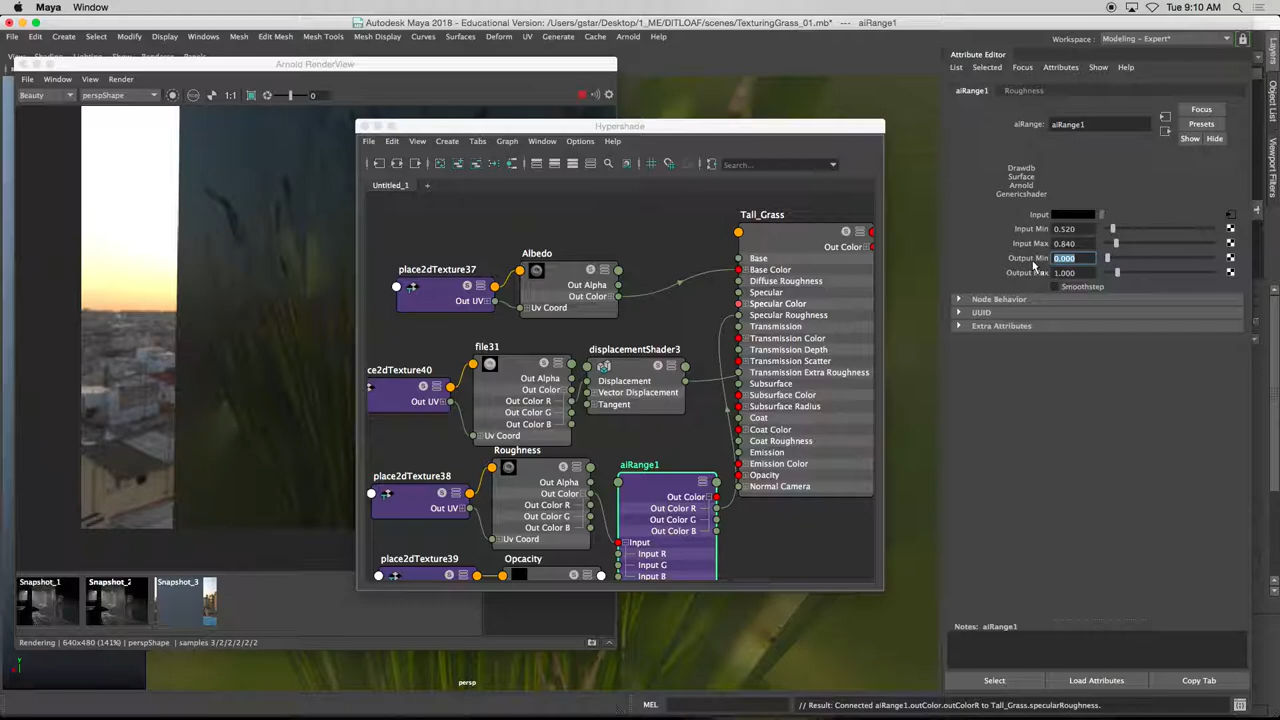 Maya Window Tue 9:10 AM
Autodesk Maya 2018 - Educational Version: /Users/gstar/Desktop/1_ME/DITLOAF/scenes/TexturingGrass_01.mb* --- aiRange1
File Edit Create Select Modify Display Windows Mesh Edit Mesh Mesh Tools Mesh Display Curves Surfaces Deform UV Generate Cache Arnold Help
Workspace : Modeling - Expert*
Arnold RenderView
File Window View Render
Beauty perspShape 1:1 0
Hypershade
File Edit View Create Tabs Graph Window Options Help
Search...
Untitled_1 +
Tall_Grass
Out Color
Base
Base Color
Diffuse Roughness
Specular
Specular Color
Specular Roughness
Transmission
Transmission Color
Transmission Depth
Transmission Scatter
Transmission Extra Roughness
Subsurface
Subsurface Color
Subsurface Radius
Coat
Coat Color
Coat Roughness
Emission
Emission Color
Opacity
Normal Camera
Albedo
Out Alpha
Out Color
Uv Coord
place2dTexture37
Out UV
file31
Out Alpha
Out Color
Out Color R
Out Color G
Out Color B
Uv Coord
displacementShader3
Displacement
Vector Displacement
Tangent
ce2dTexture40
Out UV
Roughness
Out Alpha
Out Color
Out Color R
Out Color G
Out Color B
Uv Coord
place2dTexture38
Out UV
aiRange1
Out Color
Out Color R
Out Color G
Out Color B
Input
Input R
Input G
Input B
place2dTexture39
Opcacity
Snapshot_1 Snapshot_2 Snapshot_3
Rendering | 640x480 (141%) | perspShape | samples 3/2/2/2/2/2
persp
y
Attribute Editor
List Selected Focus Attributes Show Help
aiRange1 Roughness
Focus
Presets
Show Hide
aiRange: aiRange1
Drawdb
Surface
Arnold
Genericshader
Input
Input Min 0.520
Input Max 0.840
Output Min 0.000
Output Max 1.000
Smoothstep
Node Behavior
UUID
Extra Attributes
Notes: aiRange1
Select Load Attributes Copy Tab
MEL
// Result: Connected aiRange1.outColor.outColorR to Tall_Grass.specularRoughness.
Layers
Object List
Viewport Filters